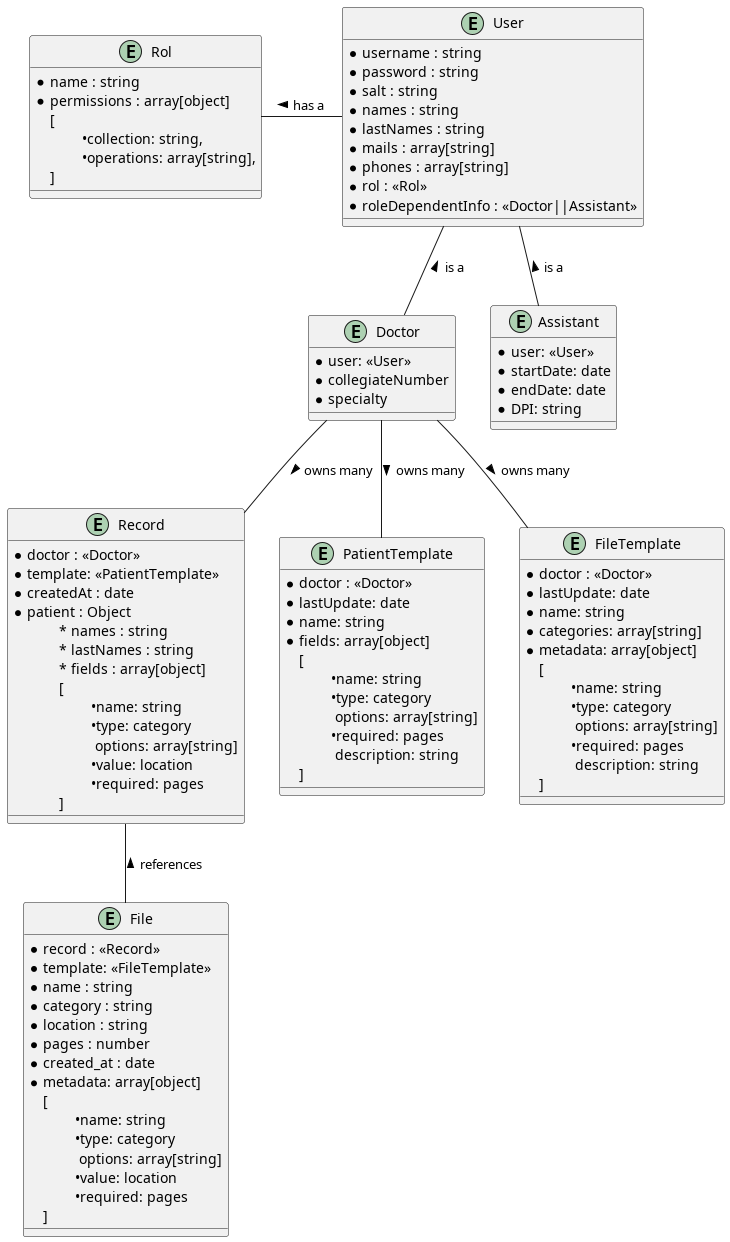 E Rol
* name : string
* permissions : array[object]
[
•collection: string,
•operations: array[string],
]
has a
E User
* username : string
* password : string
* salt : string
* names : string
* lastNames : string
* mails : array[string]
* phones : array[string]
* rol : «Rol»
* roleDependentInfo : «Doctor||Assistant»
is a
is a
E Doctor
* user: «User»
* collegiateNumber
* specialty
E Assistant
* user: «User»
* startDate: date
* endDate: date
* DPI: string
owns many
owns many
owns many
E Record
* doctor : «Doctor»
* template: «PatientTemplate»
* createdAt : date
* patient : Object
* names : string
* lastNames : string
* fields : array[object]
[
•name: string
•type: category
options: array[string]
•value: location
•required: pages
]
E PatientTemplate
* doctor : «Doctor»
* lastUpdate: date
* name: string
* fields: array[object]
[
•name: string
•type: category
options: array[string]
•required: pages
description: string
]
E FileTemplate
* doctor : «Doctor»
* lastUpdate: date
* name: string
* categories: array[string]
* metadata: array[object]
[
•name: string
•type: category
options: array[string]
•required: pages
description: string
]
references
E File
* record : «Record»
* template: «FileTemplate»
* name : string
* category : string
* location : string
* pages : number
* created_at : date
* metadata: array[object]
[
•name: string
•type: category
options: array[string]
•value: location
•required: pages
]